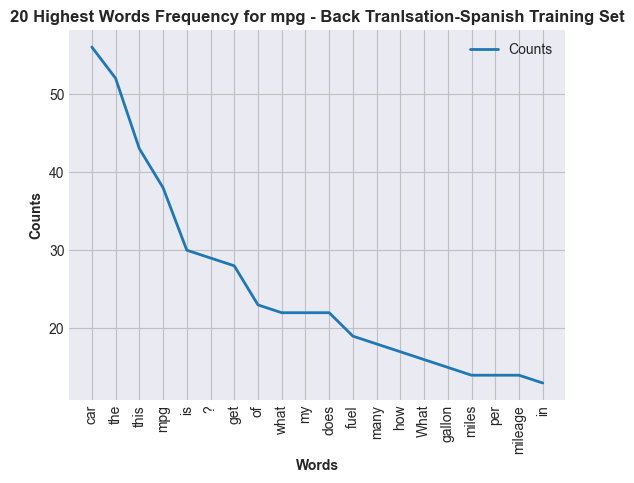 20 Highest Words Frequency for mpg - Back Tranlsation-Spanish Training Set
Counts
50
40
30
20
Counts
car
the
this
mpg
is
?
get
of
what
my
does
fuel
many
how
What
gallon
miles
per
mileage
in
Words